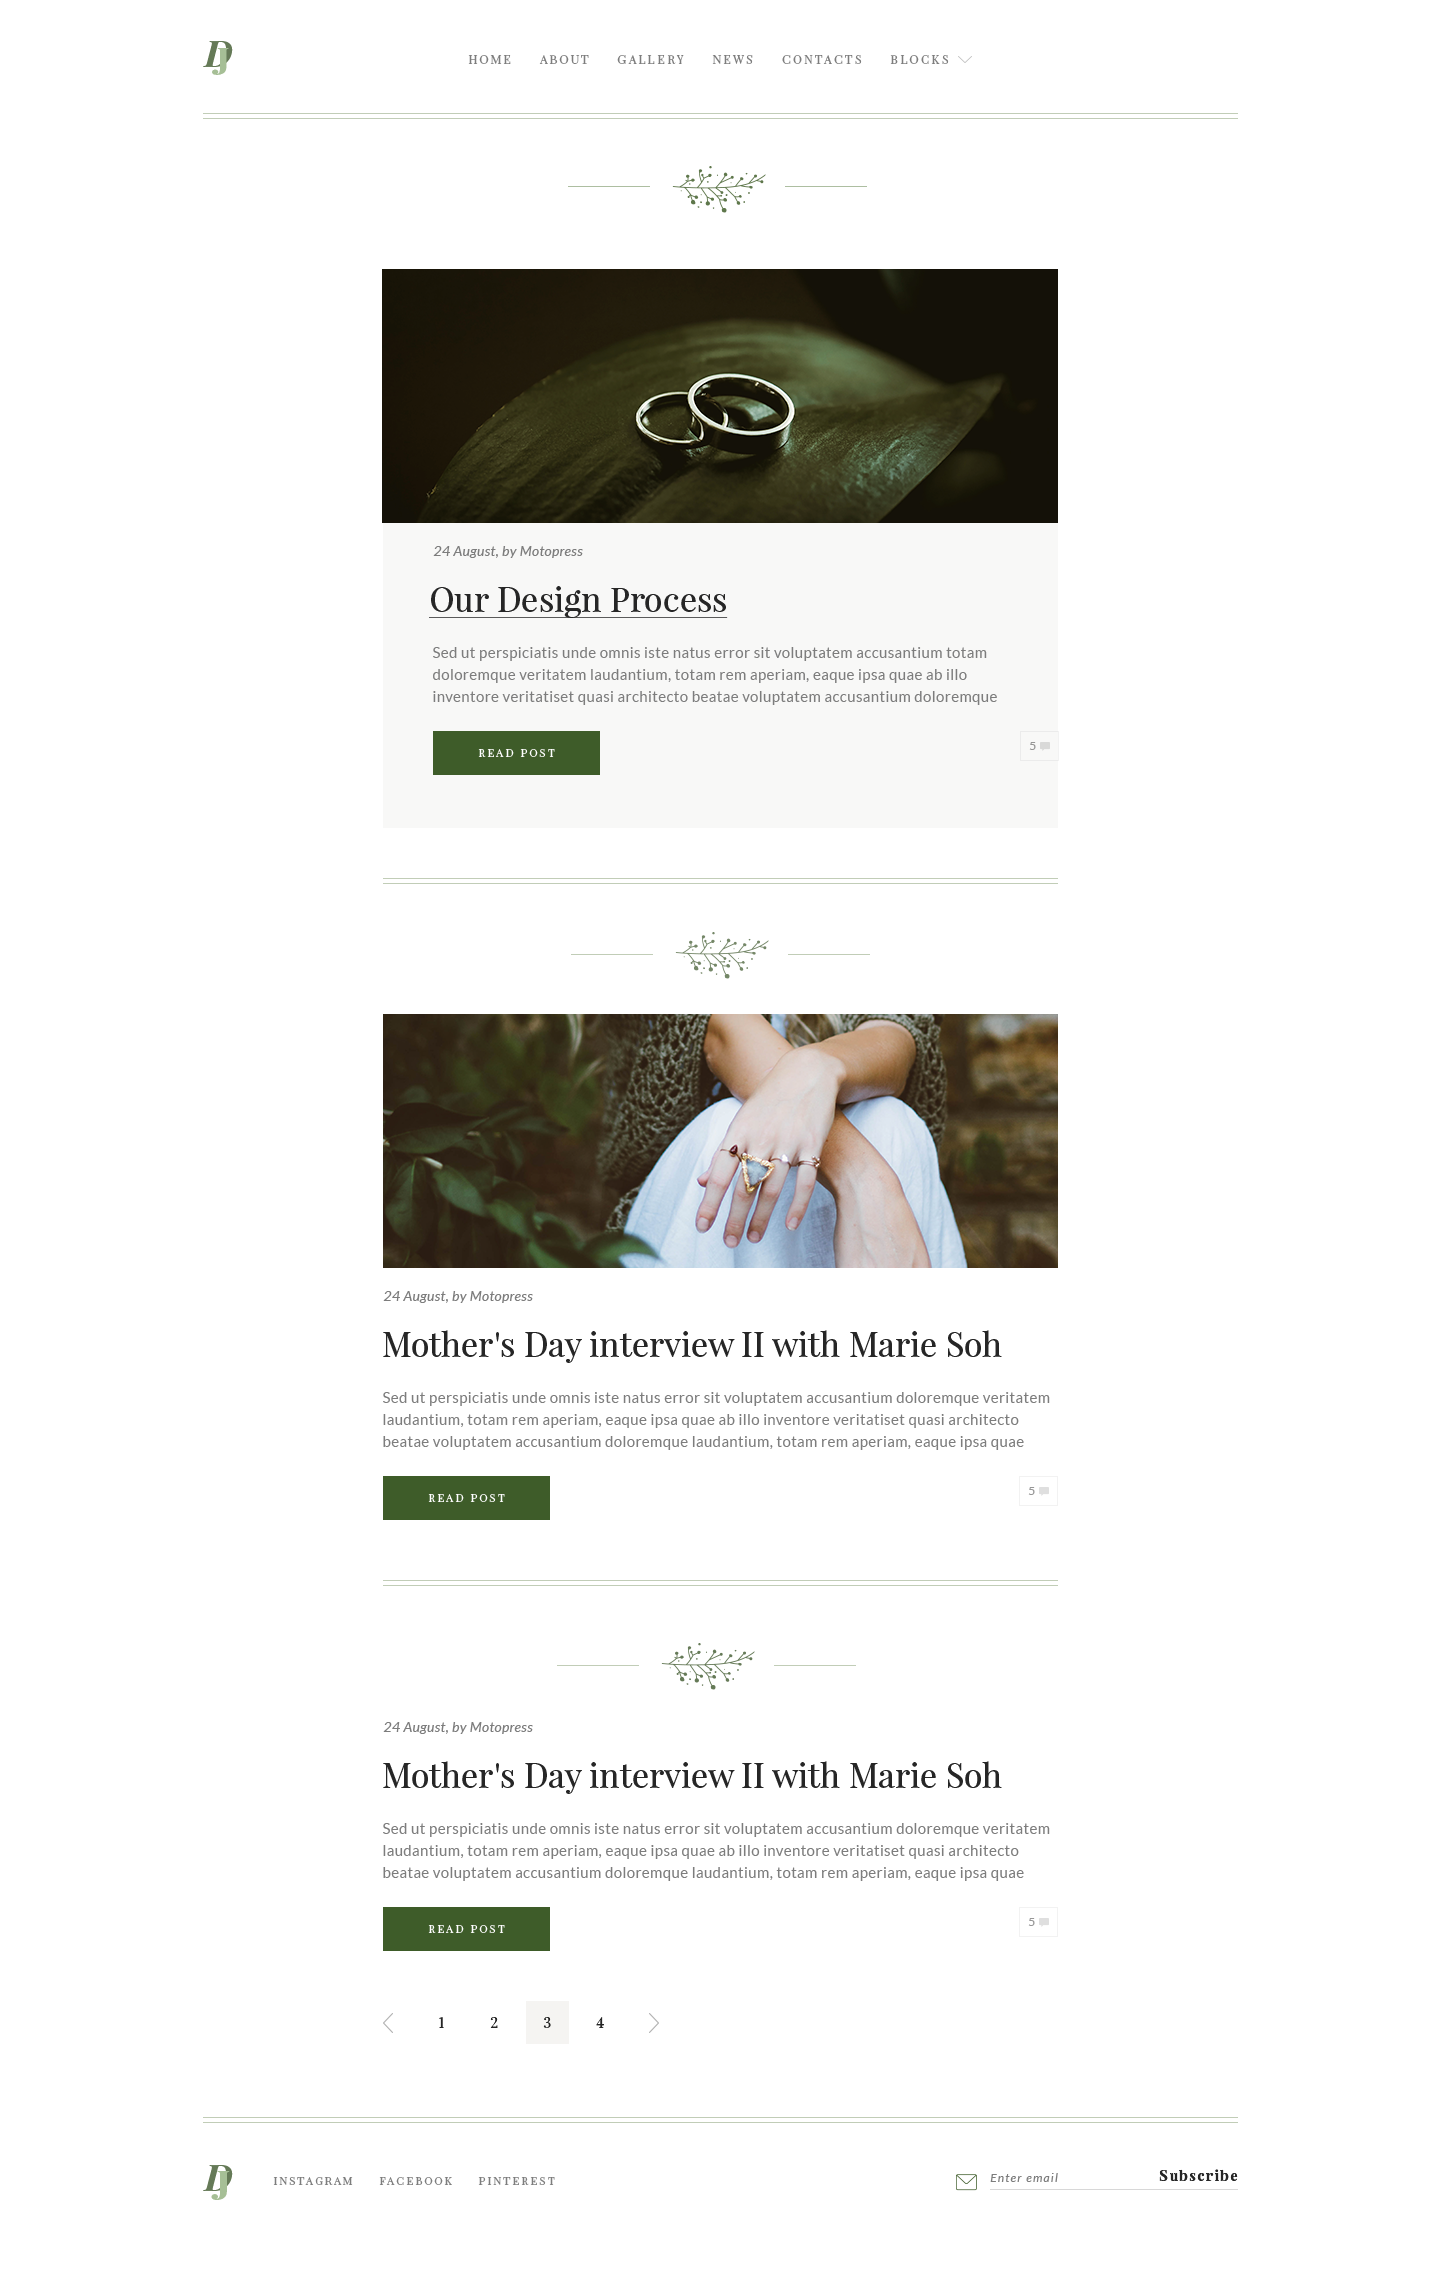 DJ
HOME ABOUT GALLERY NEWS CONTACTS BLOCKS
24 August, by Motopress
Our Design Process
Sed ut perspiciatis unde omnis iste natus error sit voluptatem accusantium totam
doloremque veritatem laudantium, totam rem aperiam, eaque ipsa quae ab illo
inventore veritatiset quasi architecto beatae voluptatem accusantium doloremque
READ POST 5
24 August, by Motopress
Mother's Day interview II with Marie Soh
Sed ut perspiciatis unde omnis iste natus error sit voluptatem accusantium doloremque veritatem
laudantium, totam rem aperiam, eaque ipsa quae ab illo inventore veritatiset quasi architecto
beatae voluptatem accusantium doloremque laudantium, totam rem aperiam, eaque ipsa quae
READ POST 5
24 August, by Motopress
Mother's Day interview II with Marie Soh
Sed ut perspiciatis unde omnis iste natus error sit voluptatem accusantium doloremque veritatem
laudantium, totam rem aperiam, eaque ipsa quae ab illo inventore veritatiset quasi architecto
beatae voluptatem accusantium doloremque laudantium, totam rem aperiam, eaque ipsa quae
READ POST 5
1 2 3 4
DJ INSTAGRAM FACEBOOK PINTEREST Enter email Subscribe